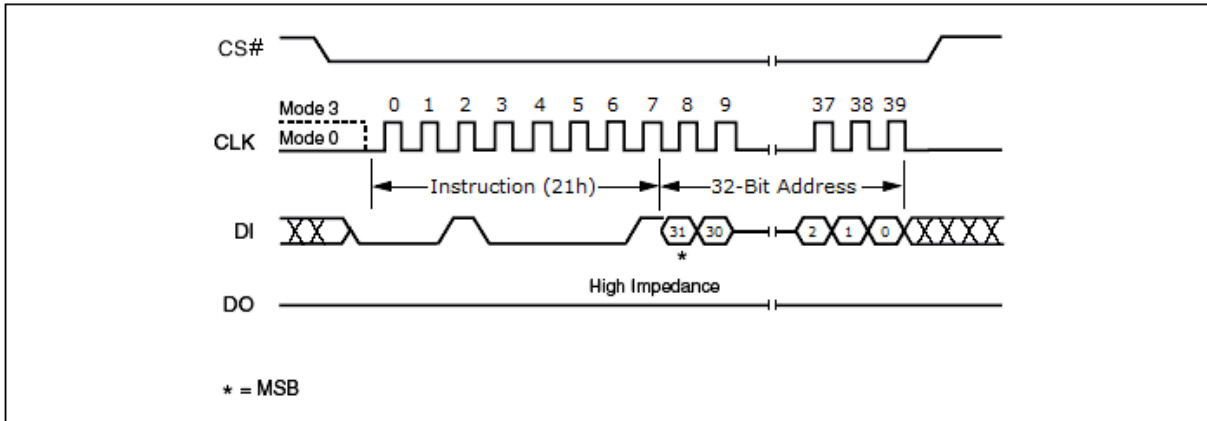 CS#
Mode 3 0 1 2 3 4 5 6 7 8 9 37 38 39
CLK Mode 0
Instruction (21h) 32-Bit Address
DI 31 30 2 1 0
*
High Impedance
DO
* = MSB